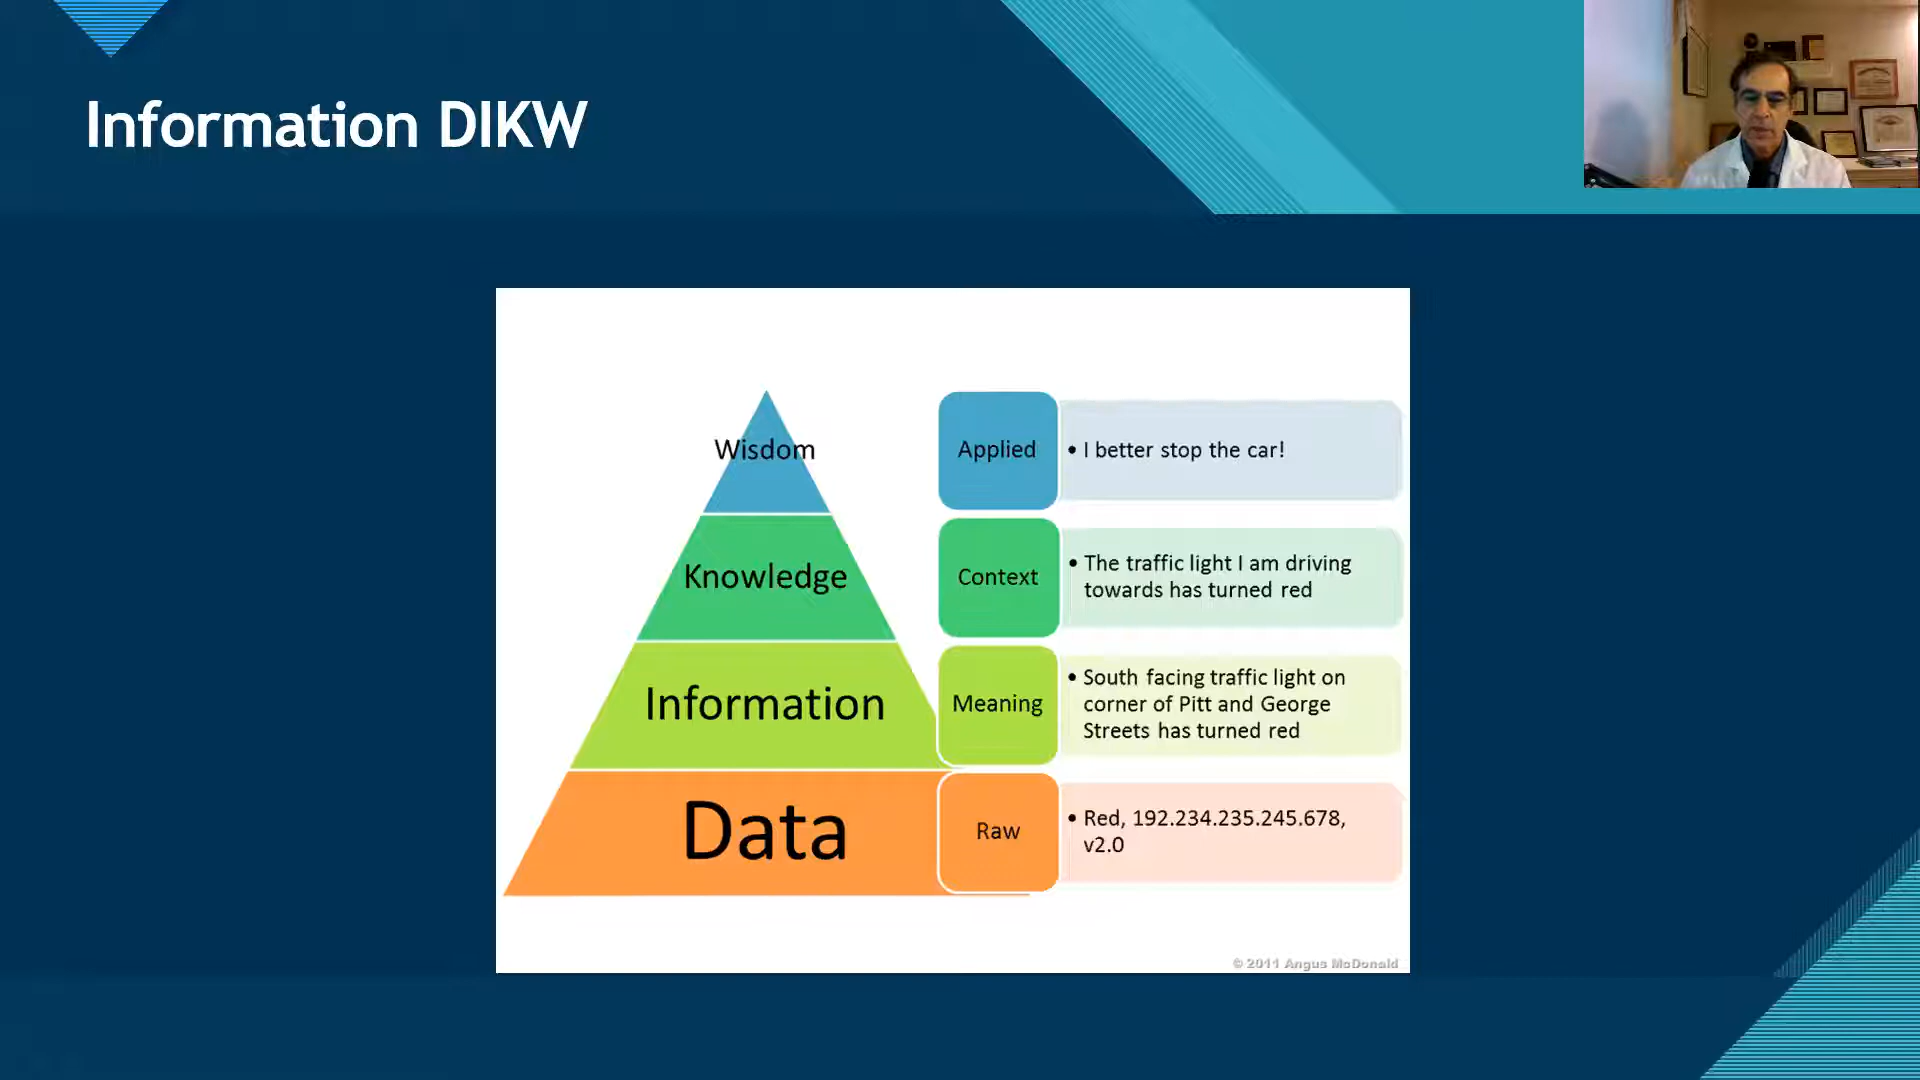 Information DIKW
Wisdom
Applied
• I better stop the car!
Knowledge
Context
• The traffic light I am driving
towards has turned red
Information
Meaning
• South facing traffic light on
corner of Pitt and George
Streets has turned red
Data
Raw
• Red, 192.234.235.245.678,
v2.0
© 2011 Angus McDonald